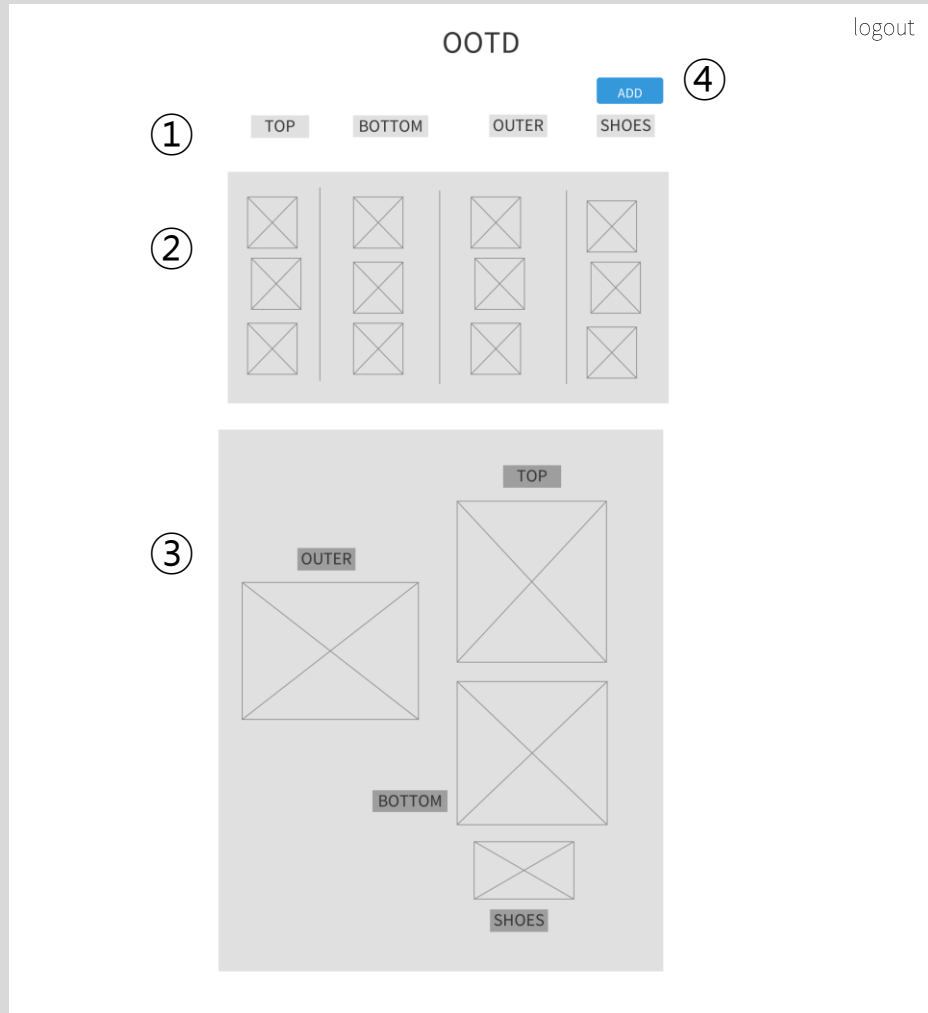 logout
OOTD
ADD
④
①
TOP BOTTOM OUTER SHOES
②
TOP
③
OUTER
BOTTOM
SHOES